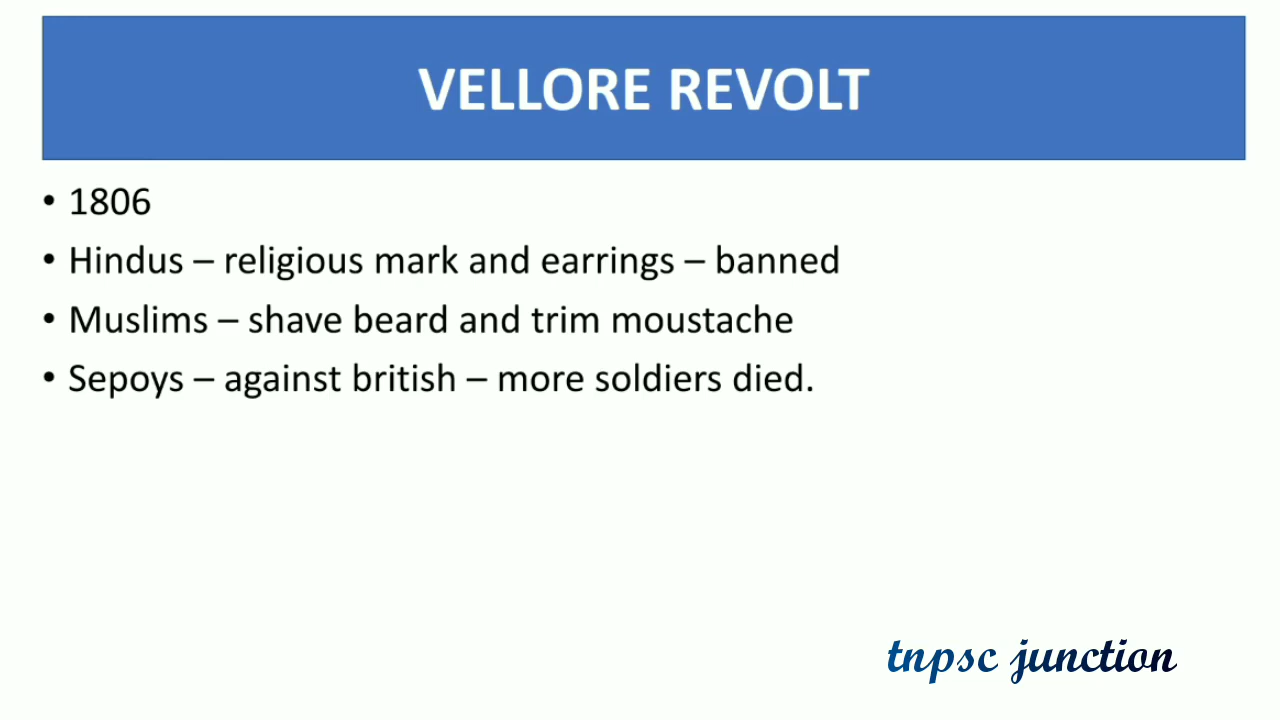 VELLORE REVOLT
• 1806
• Hindus – religious mark and earrings – banned
• Muslims – shave beard and trim moustache
• Sepoys – against british – more soldiers died.
tnpsc junction